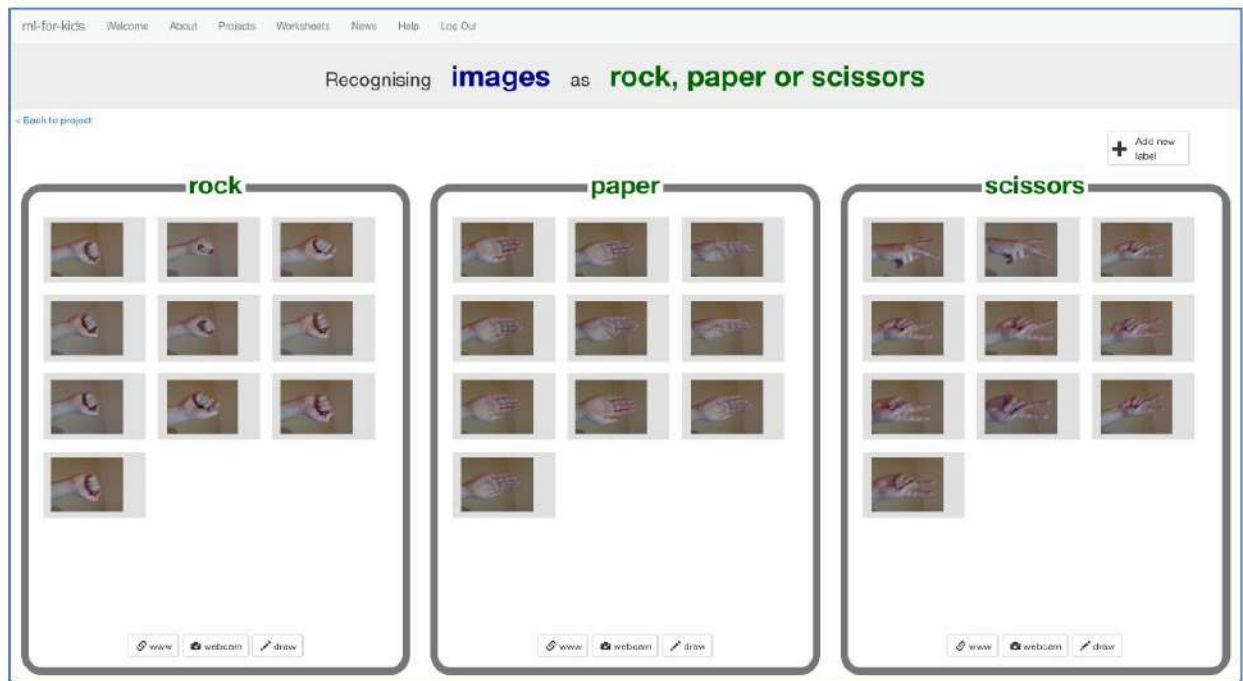 ml-for-kids Welcome About Projects Worksheets News Help Log Out
Recognising images as rock, paper or scissors
< Back to project
Add new
label
rock
paper
scissors
www webcam draw
www webcam draw
www webcam draw